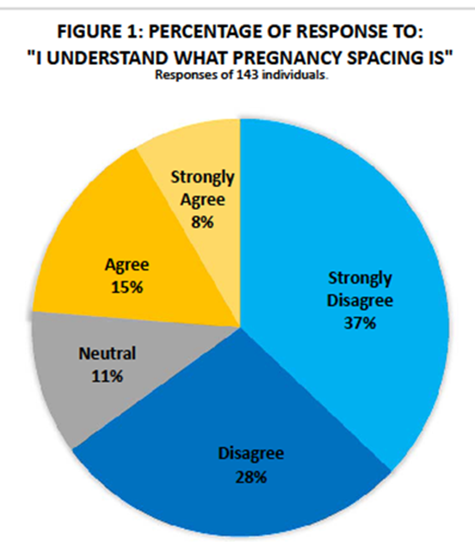 FIGURE 1: PERCENTAGE OF RESPONSE TO:
"I UNDERSTAND WHAT PREGNANCY SPACING IS"
Responses of 143 individuals.
Strongly
Agree
8%
Agree
15%
Strongly
Disagree
37%
Neutral
11%
Disagree
28%